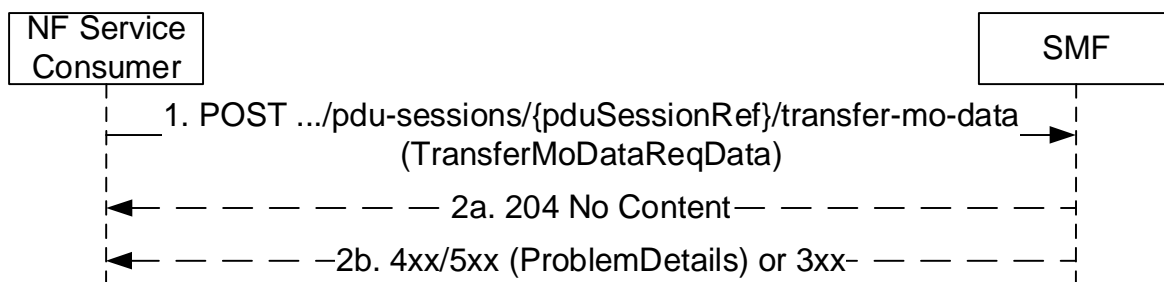 NF Service
Consumer
SMF
1. POST .../pdu-sessions/{pduSessionRef}/transfer-mo-data
(TransferMoDataReqData)
2a. 204 No Content
2b. 4xx/5xx (ProblemDetails) or 3xx